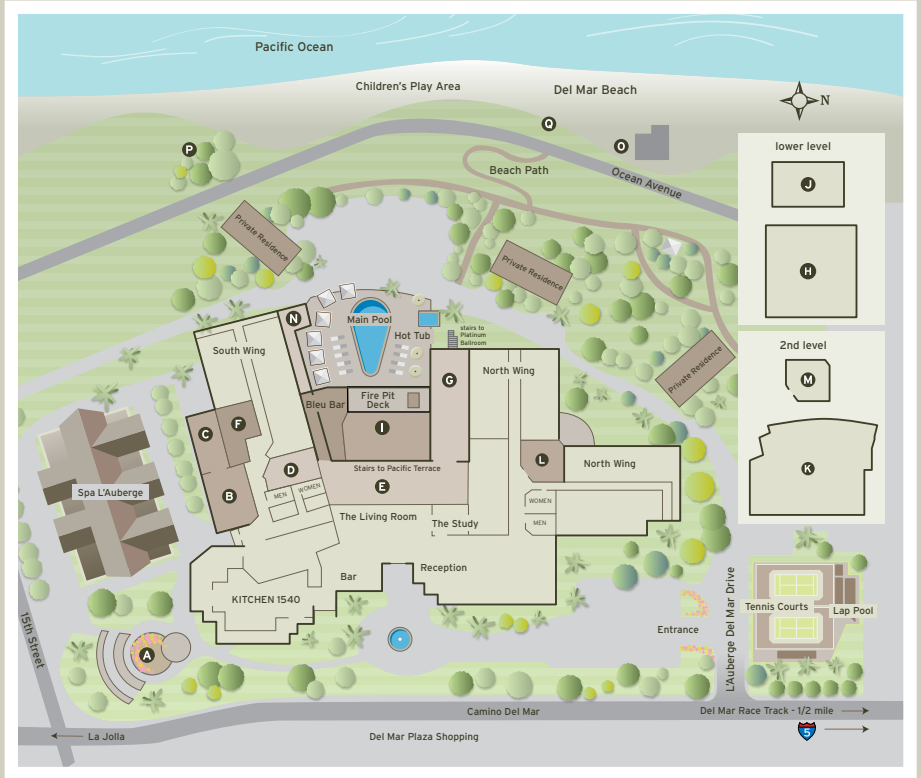 Pacific Ocean
Children's Play Area
Del Mar Beach
N
Q
P
O
lower level
Beach Path
Ocean Avenue
J
Private Residence
Private Residence
H
N
Main Pool
Hot Tub
stairs to
Platinum
Ballroom
2nd level
South Wing
North Wing
Private Residence
G
M
Bleu Bar
Fire Pit
Deck
F
I
C
L
North Wing
Stairs to Pacific Terrace
D
K
Spa L'Auberge
B
MEN
WOMEN
E
WOMEN
The Living Room
The Study
MEN
Reception
Bar
KITCHEN 1540
Tennis Courts
Lap Pool
15th Street
Entrance
L'Auberge Del Mar Drive
A
Camino Del Mar
Del Mar Race Track - 1/2 mile
La Jolla
Del Mar Plaza Shopping
5